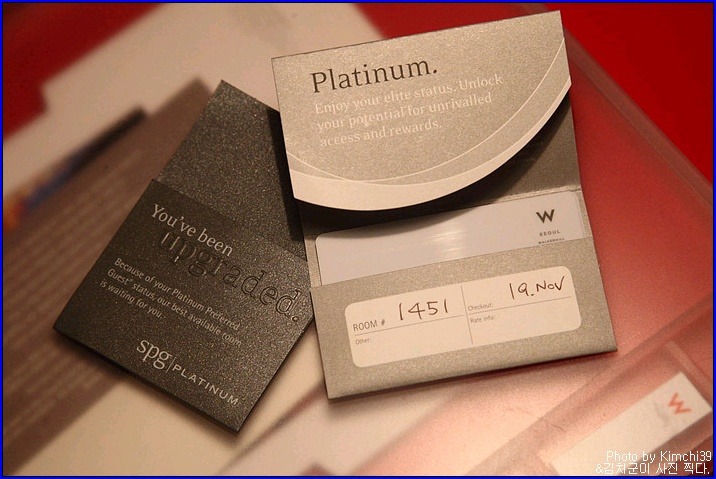 Platinum.
Enjoy your elite status. Unlock
your potential for unrivalled
access and rewards.
W
SEOUL
WALKERHILL
ROOM # 1451
Checkout: 19. NOV
Other:
Rate Info:
You've been
upgraded.
Because of your Platinum Preferred
Guest® status, our best available room
is waiting for you.
spg|PLATINUM
W
Photo by Kimchi39
&김치군이 사진 찍다.